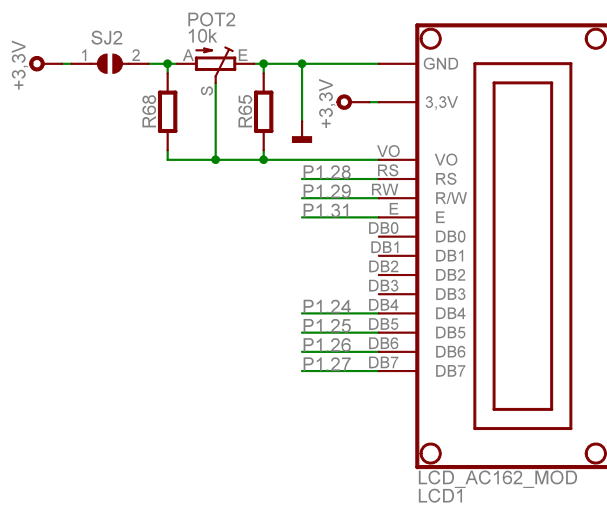 POT2
10k
SJ2
+3,3V
1
2
A
E
S
R68
R65
+3,3V
GND
3,3V
VO
VO
P1.28
RS
RS
P1.29
RW
R/W
P1.31
E
E
DB0
DB0
DB1
DB1
DB2
DB2
DB3
DB3
P1.24
DB4
DB4
P1.25
DB5
DB5
P1.26
DB6
DB6
P1.27
DB7
DB7
LCD_AC162_MOD
LCD1